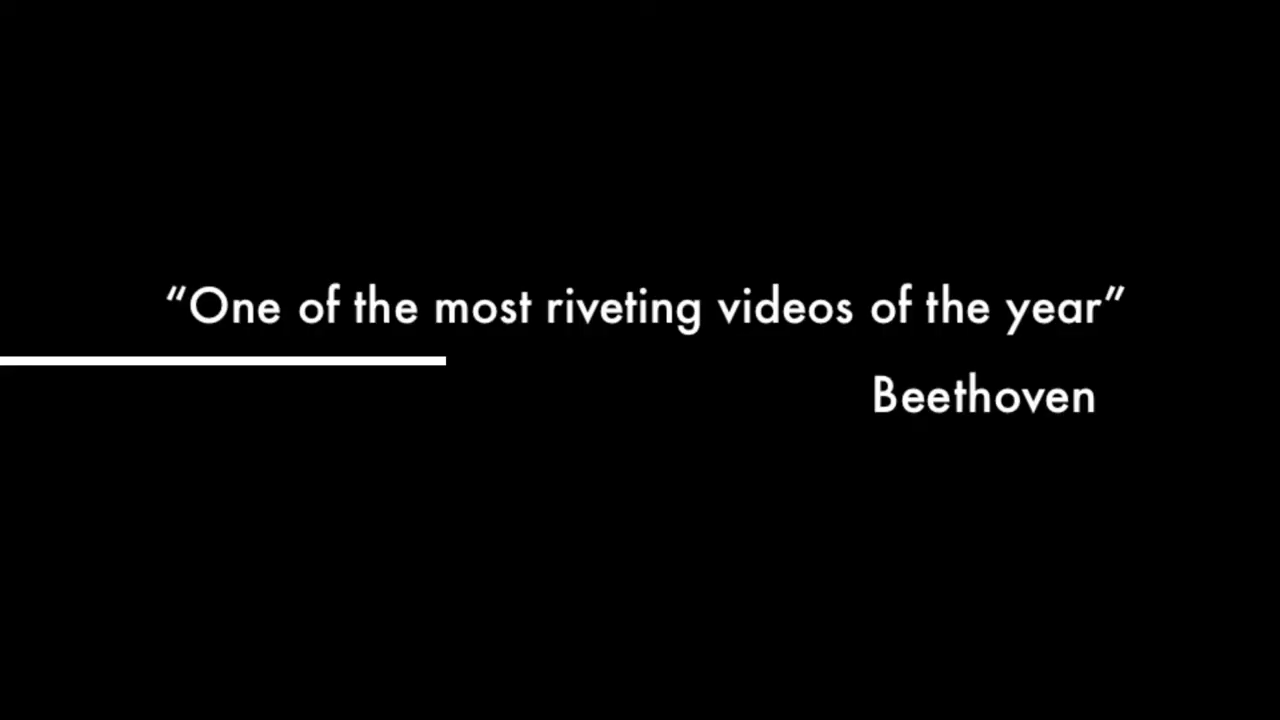 “One of the most riveting videos of the year”
Beethoven